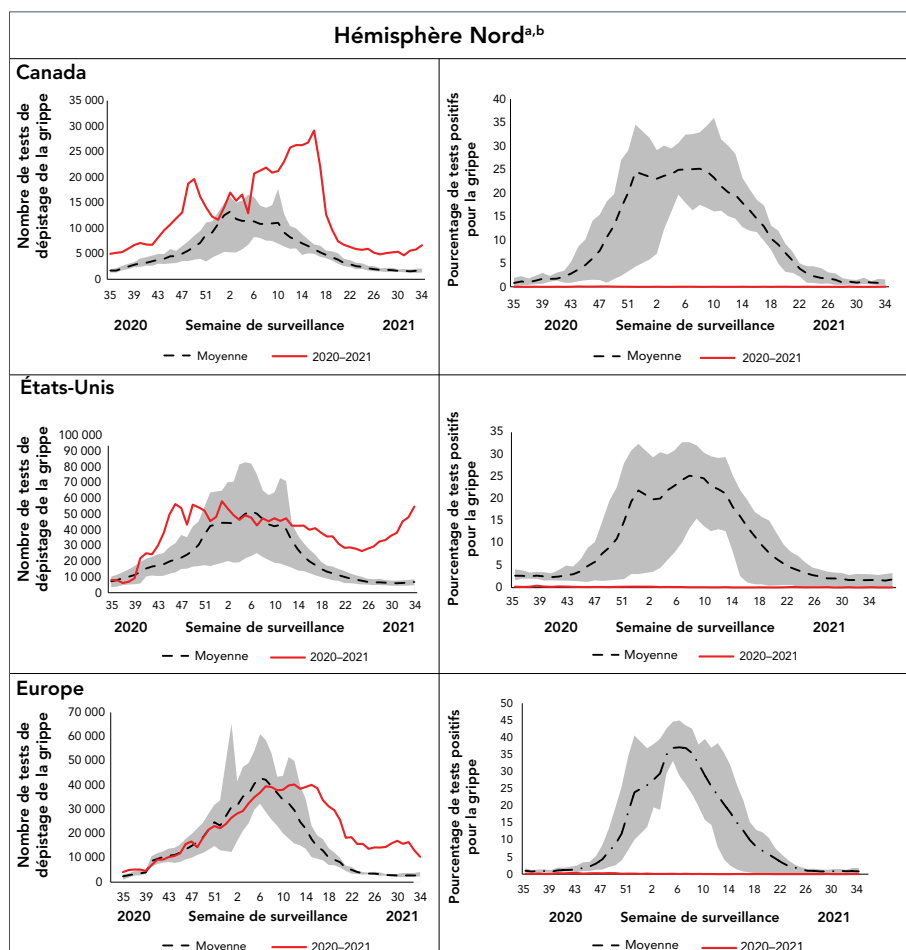 Hémisphère Nord a,b
Canada
Nombre de tests de
dépistage de la grippe
35 000
30 000
25 000
20 000
15 000
10 000
5 000
0
35 39 43 47 51 2 6 10 14 18 22 26 30 34
2020 Semaine de surveillance 2021
Moyenne 2020–2021
Pourcentage de tests positifs
pour la grippe
40
35
30
25
20
15
10
5
0
35 39 43 47 51 2 6 10 14 18 22 26 30 34
2020 Semaine de surveillance 2021
Moyenne 2020–2021
États-Unis
Nombre de tests de
dépistage de la grippe
100 000
90 000
80 000
70 000
60 000
50 000
40 000
30 000
20 000
10 000
0
35 39 43 47 51 2 6 10 14 18 22 26 30 34
2020 Semaine de surveillance 2021
Moyenne 2020–2021
Pourcentage de tests positifs
pour la grippe
35
30
25
20
15
10
5
0
35 39 43 47 51 2 6 10 14 18 22 26 30 34
2020 Semaine de surveillance 2021
Moyenne 2020–2021
Europe
Nombre de tests de
dépistage de la grippe
70 000
60 000
50 000
40 000
30 000
20 000
10 000
0
35 39 43 47 51 2 6 10 14 18 22 26 30 34
2020 Semaine de surveillance 2021
Moyenne 2020–2021
Pourcentage de tests positifs
pour la grippe
50
45
40
35
30
25
20
15
10
5
0
35 39 43 47 51 2 6 10 14 18 22 26 30 34
2020 Semaine de surveillance 2021
Moyenne 2020–2021